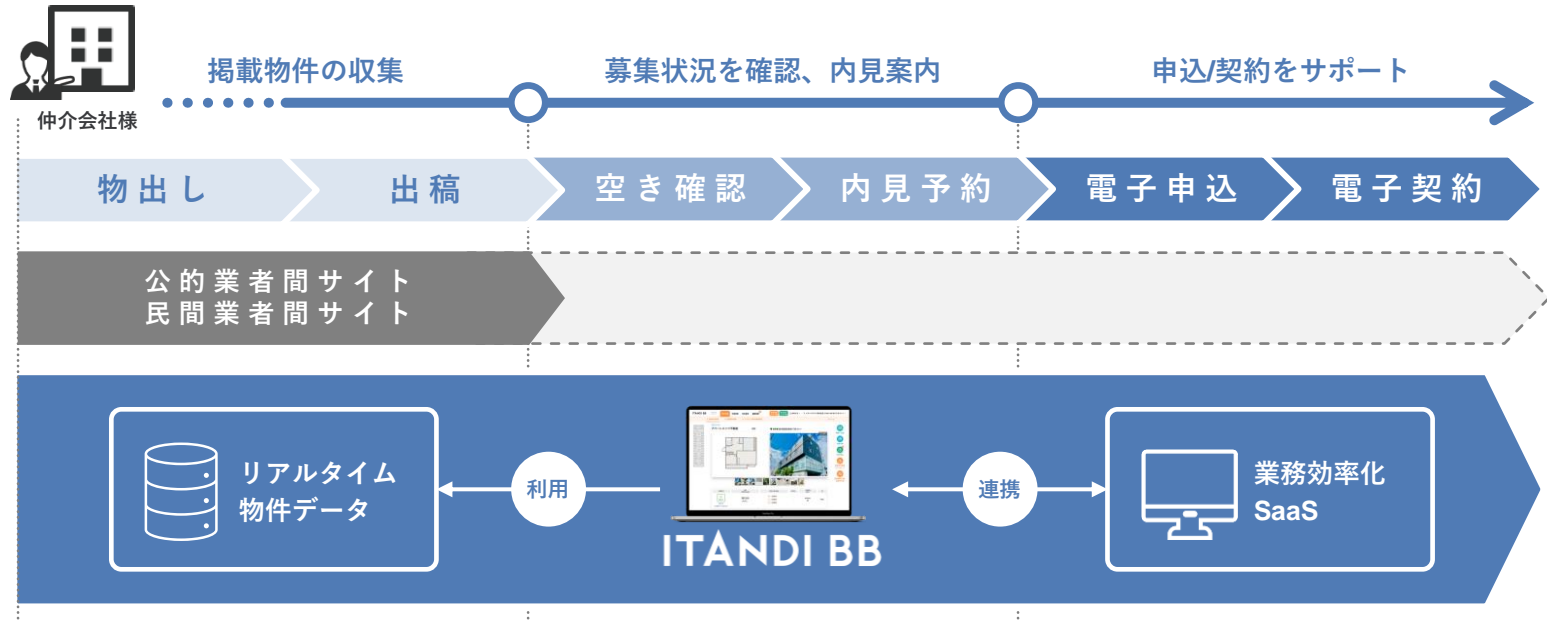 掲載物件の収集
募集状況を確認、内見案内
申込/契約をサポート
仲介会社様
物出し
出稿
空き確認
内見予約
電子申込
電子契約
公的業者間サイト
民間業者間サイト
リアルタイム
物件データ
利用
ITANDI BB
連携
業務効率化
SaaS